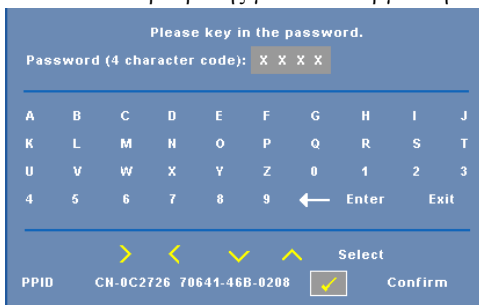 Please key in the password.
Password (4 character code): X X X X
A B C D E F G H I J
K L M N O P Q R S T
U V W X Y Z 0 1 2 3
4 5 6 7 8 9 Enter Exit
Select
PPID CN-0C2726 70641-46B-0208 Confirm